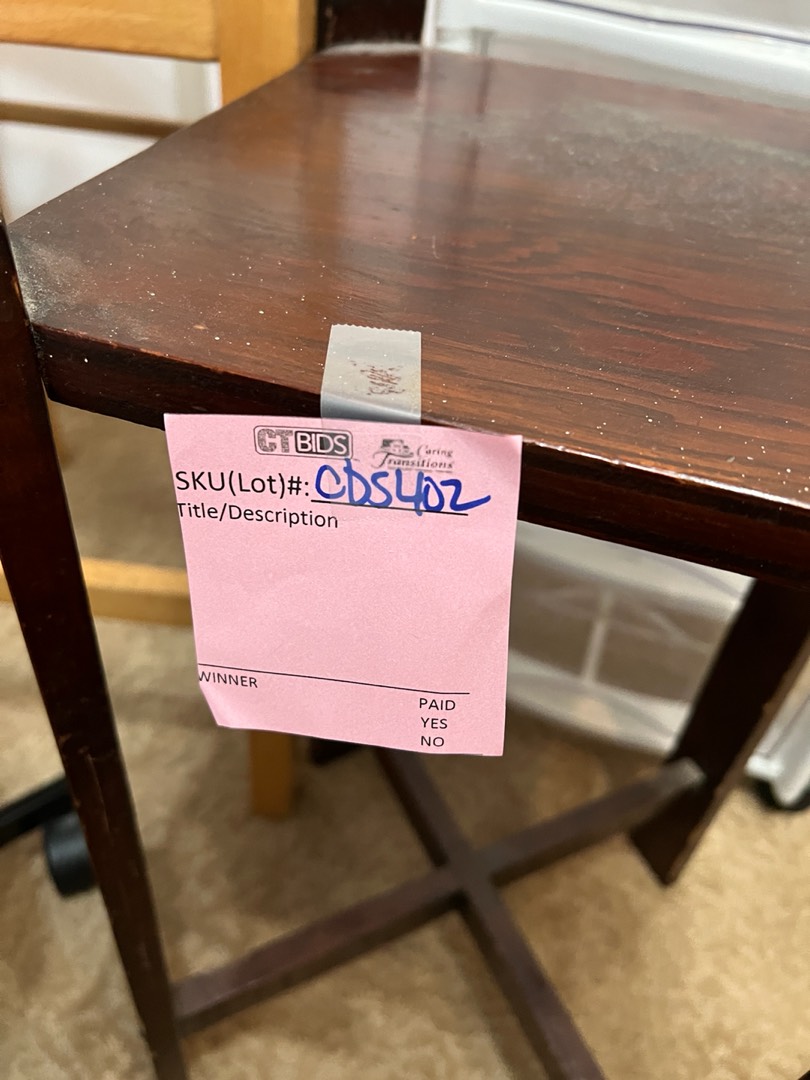 CTBIDS Caring Transitions
SKU(Lot)#: CDS402
Title/Description
WINNER
PAID
YES
NO